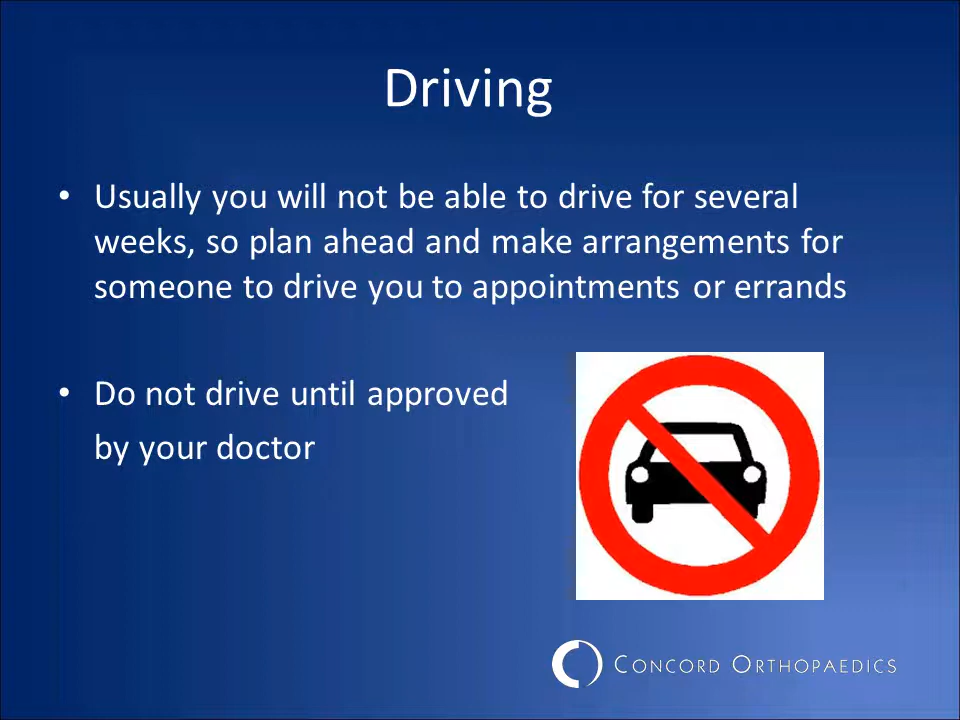 Driving
• Usually you will not be able to drive for several
weeks, so plan ahead and make arrangements for
someone to drive you to appointments or errands
• Do not drive until approved
by your doctor
CONCORD ORTHOPAEDICS